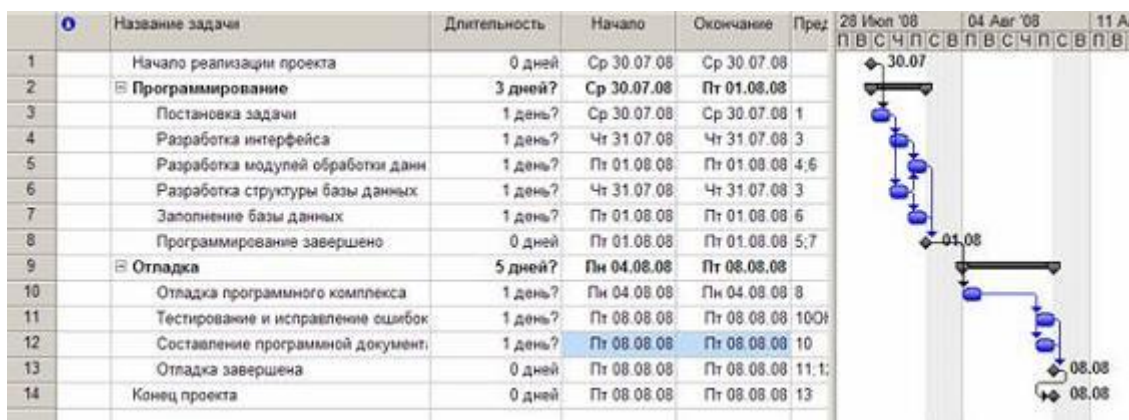 Название задачи Длительность Начало Окончание Пред 28 Июл '08 04 Авг '08 11 А
П В С Ч П С В П В С Ч П С В П В
1 Начало реализации проекта 0 дней Ср 30.07.08 Ср 30.07.08 30.07
2 Программирование 3 дней? Ср 30.07.08 Пт 01.08.08
3 Постановка задачи 1 день? Ср 30.07.08 Ср 30.07.08 1
4 Разработка интерфейса 1 день? Чт 31.07.08 Чт 31.07.08 3
5 Разработка модулей обработки данн 1 день? Пт 01.08.08 Пт 01.08.08 4;6
6 Разработка структуры базы данных 1 день? Чт 31.07.08 Чт 31.07.08 3
7 Заполнение базы данных 1 день? Пт 01.08.08 Пт 01.08.08 6
8 Программирование завершено 0 дней Пт 01.08.08 Пт 01.08.08 5;7 01.08
9 Отладка 5 дней? Пн 04.08.08 Пт 08.08.08
10 Отладка программного комплекса 1 день? Пн 04.08.08 Пн 04.08.08 8
11 Тестирование и исправление ошибок 1 день? Пт 08.08.08 Пт 08.08.08 10ОН
12 Составление программной документ 1 день? Пт 08.08.08 Пт 08.08.08 10
13 Отладка завершена 0 дней Пт 08.08.08 Пт 08.08.08 11;1 08.08
14 Конец проекта 0 дней Пт 08.08.08 Пт 08.08.08 13 08.08